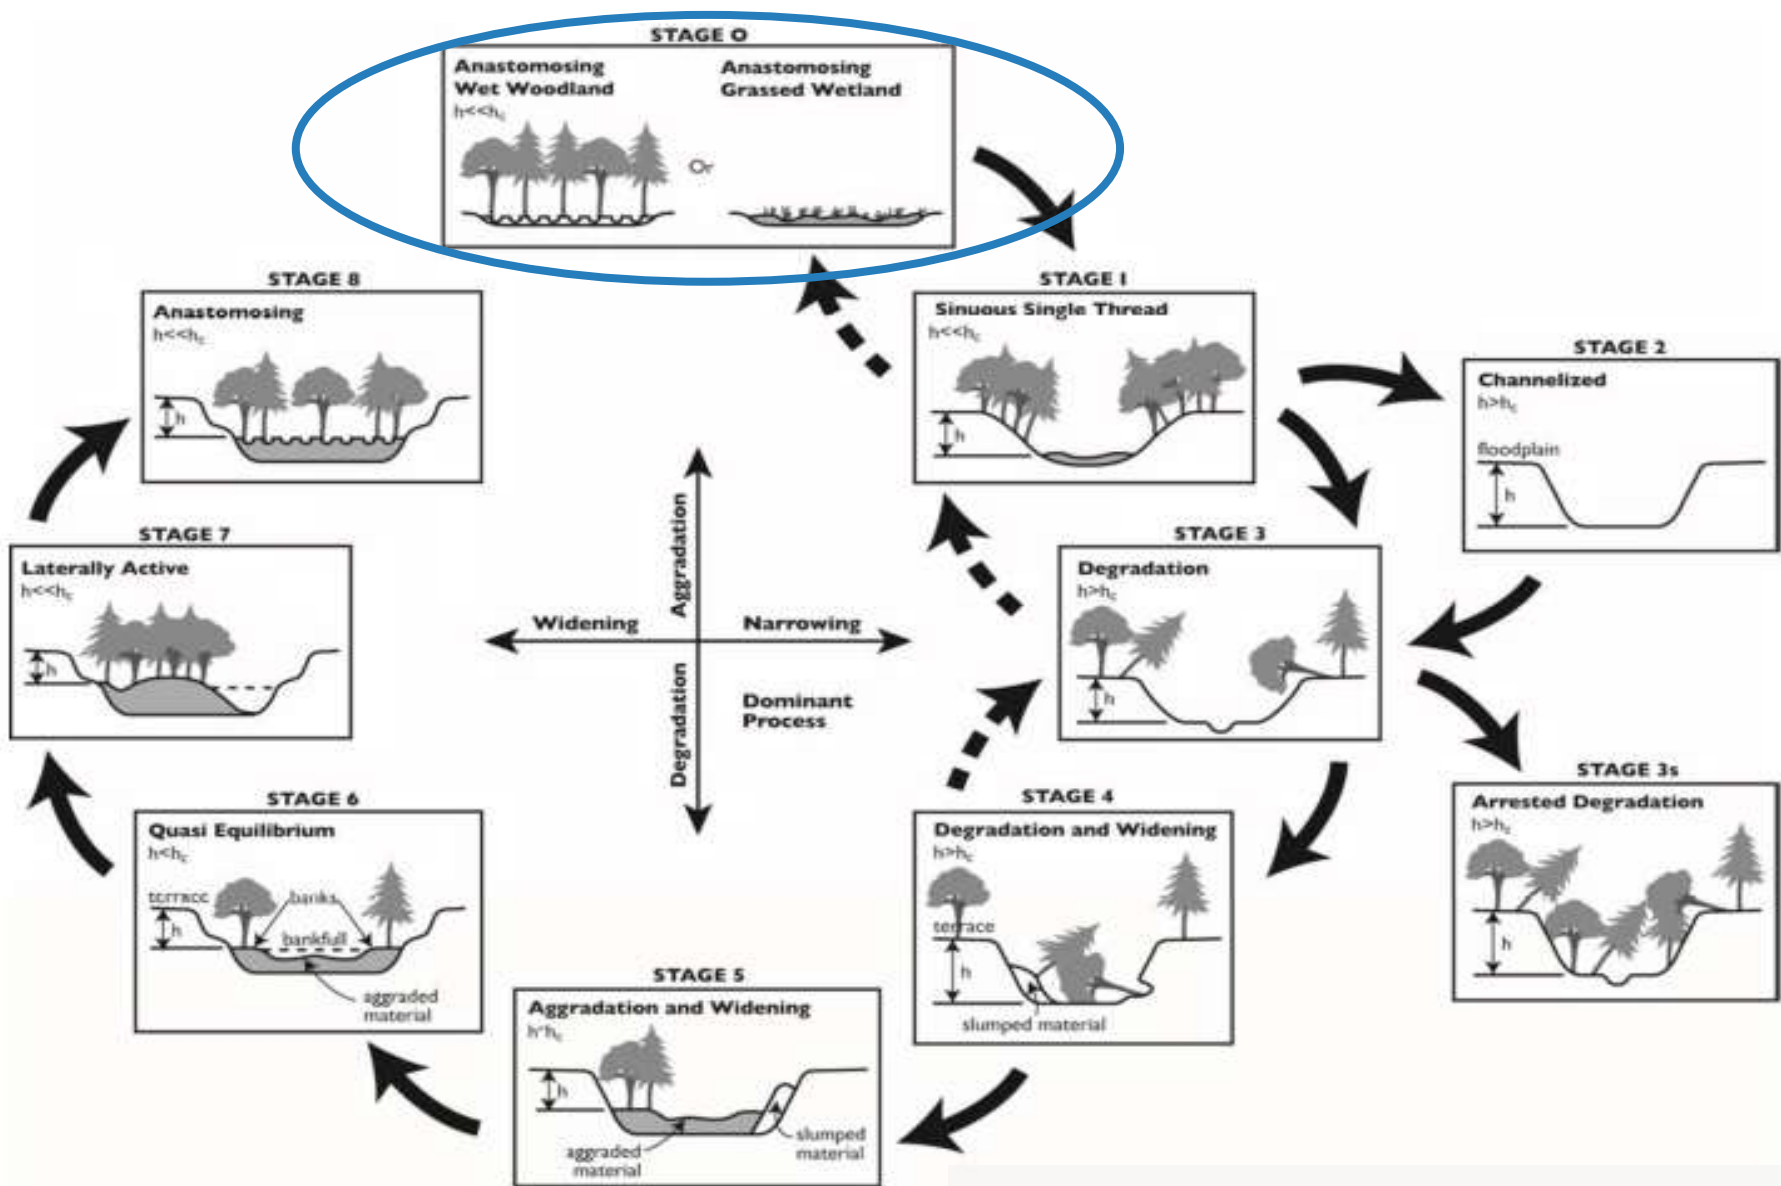 STAGE 0
Anastomosing
Wet Woodland
h<<hc
Or
Anastomosing
Grassed Wetland
STAGE 1
Sinuous Single Thread
h<<hc
h
STAGE 2
Channelized
h>hc
floodplain
h
STAGE 3
Degradation
h>hc
h
STAGE 3s
Arrested Degradation
h>hc
h
STAGE 4
Degradation and Widening
h>hc
terrace
h
slumped material
STAGE 5
Aggradation and Widening
h~hc
h
aggraded
material
slumped
material
STAGE 6
Quasi Equilibrium
h<hc
terrace
banks
h
bankfull
aggraded
material
STAGE 7
Laterally Active
h<<hc
h
STAGE 8
Anastomosing
h<<hc
h
Aggradation
Widening
Narrowing
Degradation
Dominant
Process